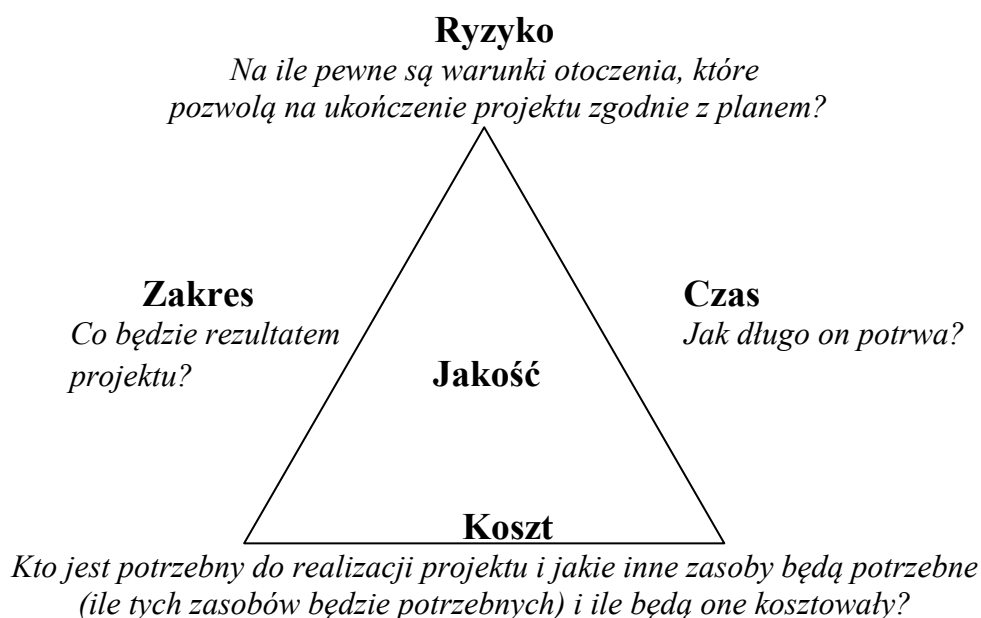 Ryzyko
Na ile pewne są warunki otoczenia, które
pozwolą na ukończenie projektu zgodnie z planem?
Zakres
Co będzie rezultatem
projektu?
Czas
Jak długo on potrwa?
Jakość
Koszt
Kto jest potrzebny do realizacji projektu i jakie inne zasoby będą potrzebne
(ile tych zasobów będzie potrzebnych) i ile będą one kosztowały?